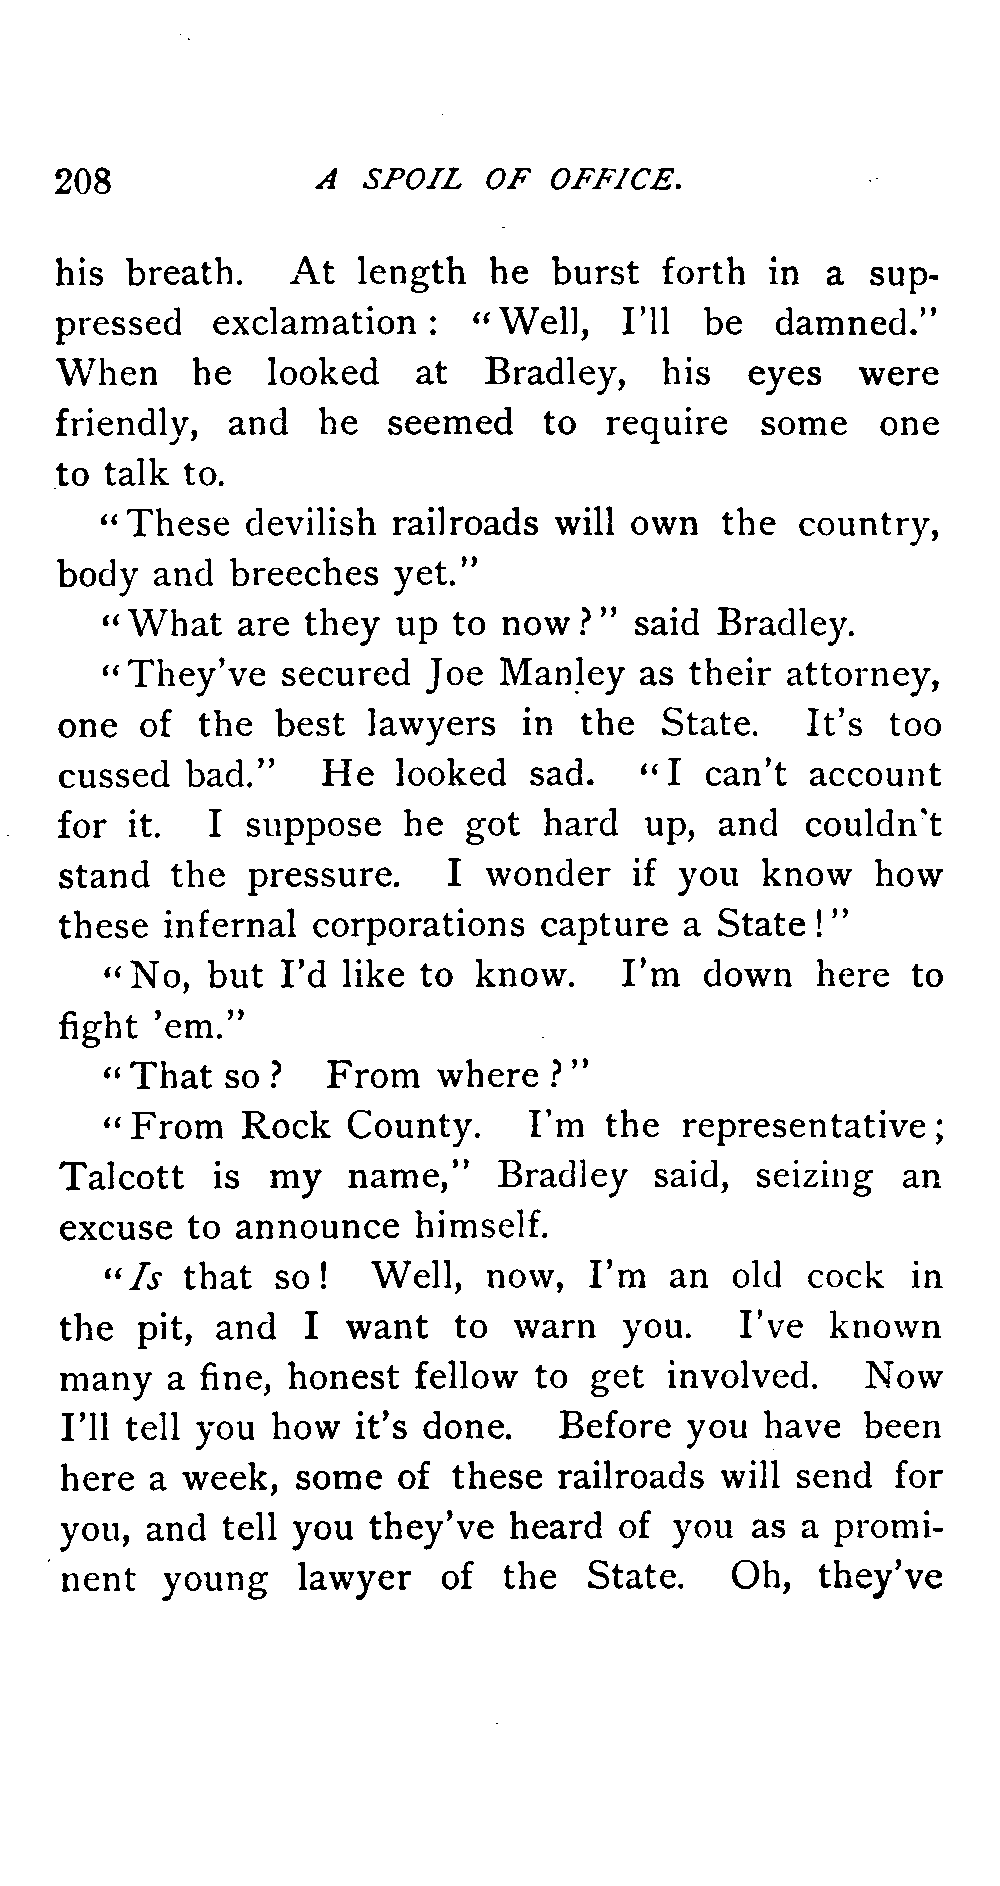 208 A SPOIL OF OFFICE.
his breath. At length he burst forth in a sup-
pressed exclamation: "Well, I'll be damned."
When he looked at Bradley, his eyes were
friendly, and he seemed to require some one
to talk to.
"These devilish railroads will own the country,
body and breeches yet."
"What are they up to now?" said Bradley.
"They've secured Joe Manley as their attorney,
one of the best lawyers in the State. It's too
cussed bad." He looked sad. "I can't account
for it. I suppose he got hard up, and couldn't
stand the pressure. I wonder if you know how
these infernal corporations capture a State!"
"No, but I'd like to know. I'm down here to
fight 'em."
"That so? From where?"
"From Rock County. I'm the representative;
Talcott is my name," Bradley said, seizing an
excuse to announce himself.
"Is that so! Well, now, I'm an old cock in
the pit, and I want to warn you. I've known
many a fine, honest fellow to get involved. Now
I'll tell you how it's done. Before you have been
here a week, some of these railroads will send for
you, and tell you they've heard of you as a promi-
nent young lawyer of the State. Oh, they've